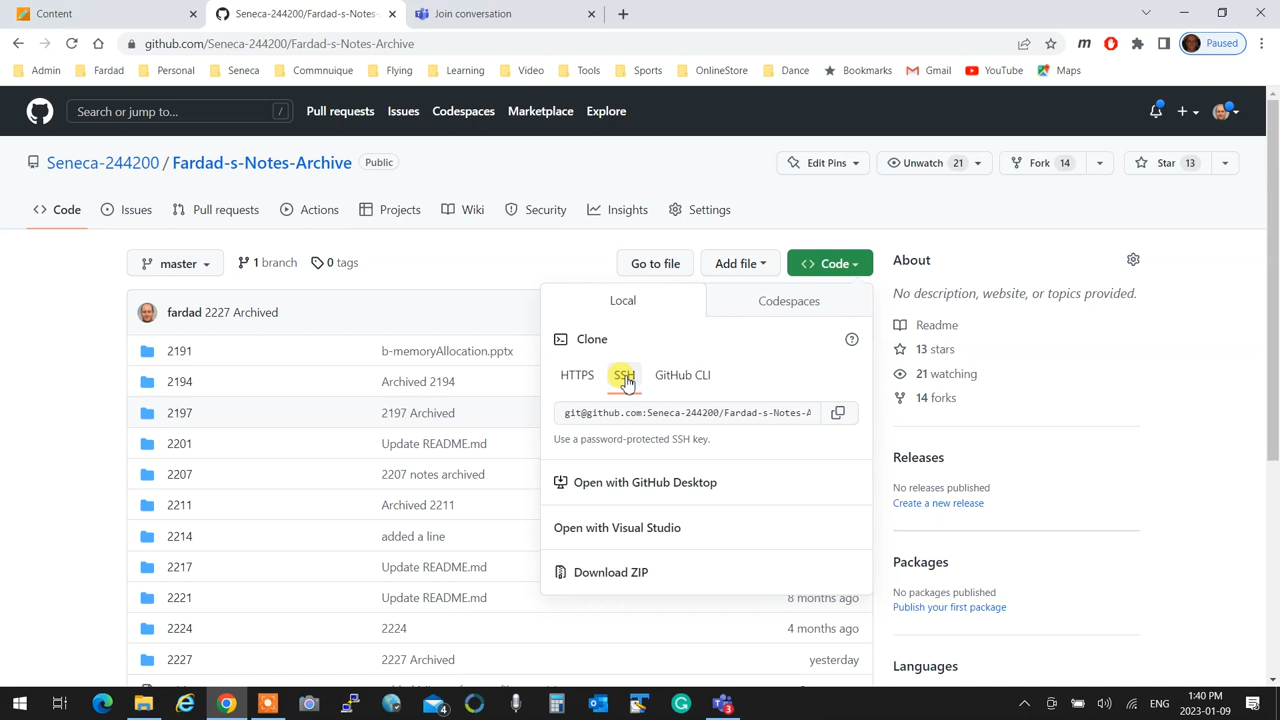 Content
Seneca-244200/Fardad-s-Notes-
Join conversation
github.com/Seneca-244200/Fardad-s-Notes-Archive
m
Paused
Admin Fardad Personal Seneca Commnuique Flying Learning Video Tools Sports OnlineStore Dance Bookmarks Gmail YouTube Maps
Search or jump to... /
Pull requests Issues Codespaces Marketplace Explore
Seneca-244200 / Fardad-s-Notes-Archive Public
Edit Pins Unwatch 21 Fork 14 Star 13
Code Issues Pull requests Actions Projects Wiki Security Insights Settings
master 1 branch 0 tags Go to file Add file Code
fardad 2227 Archived
2191 b-memoryAllocation.pptx
2194 Archived 2194
2197 2197 Archived
2201 Update README.md
2207 2207 notes archived
2211 Archived 2211
2214 added a line
2217 Update README.md
2221 Update README.md 8 months ago
2224 2224 4 months ago
2227 2227 Archived yesterday
Local Codespaces
Clone
HTTPS SSH GitHub CLI
git@github.com:Seneca-244200/Fardad-s-Notes-A
Use a password-protected SSH key.
Open with GitHub Desktop
Open with Visual Studio
Download ZIP
About
No description, website, or topics provided.
Readme
13 stars
21 watching
14 forks
Releases
No releases published
Create a new release
Packages
No packages published
Publish your first package
Languages
4
3
ENG
1:40 PM
2023-01-09